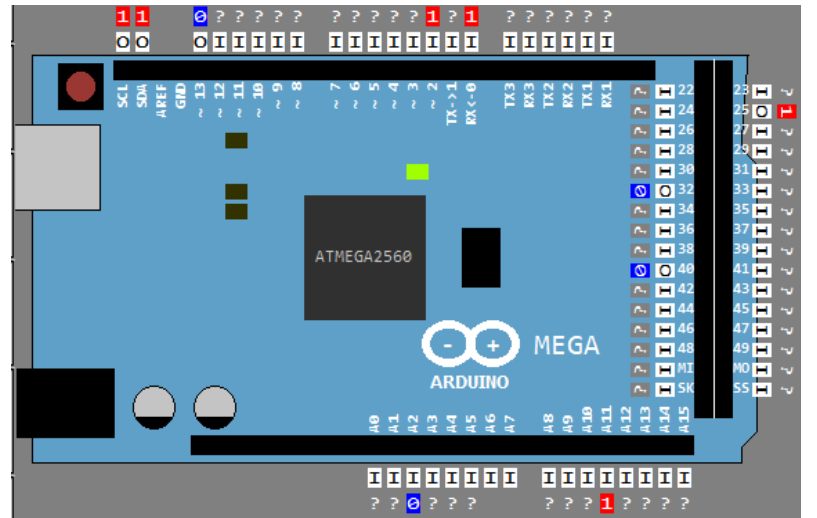 1 1 0 ? ? ? ? ? ? ? ? ? ? 1 ? 1 ? ? ? ? ? ?
O O O I I I I I I I I I I I I I I I I I I I
SCL
SDA
AREF
GND
~ 13
~ 12
~ 11
~ 10
~ 9
~ 8
~ 7
~ 6
~ 5
~ 4
~ 3
~ 2
TX->1
RX<-0
TX3
RX3
TX2
RX2
TX1
RX1
? I 22 23 I ?
? I 24 25 O 1
? I 26 27 I ?
? I 28 29 I ?
? I 30 31 I ?
0 O 32 33 I ?
? I 34 35 I ?
? I 36 37 I ?
? I 38 39 I ?
0 O 40 41 I ?
? I 42 43 I ?
? I 44 45 I ?
? I 46 47 I ?
? I 48 49 I ?
? I MI MO I ?
? I SK SS I ?
ATMEGA2560
- +
MEGA
ARDUINO
A0
A1
A2
A3
A4
A5
A6
A7
A8
A9
A10
A11
A12
A13
A14
A15
I I I I I I I I I I I I I I I I
? ? 0 ? ? ? ? ? ? 1 ? ? ? ?